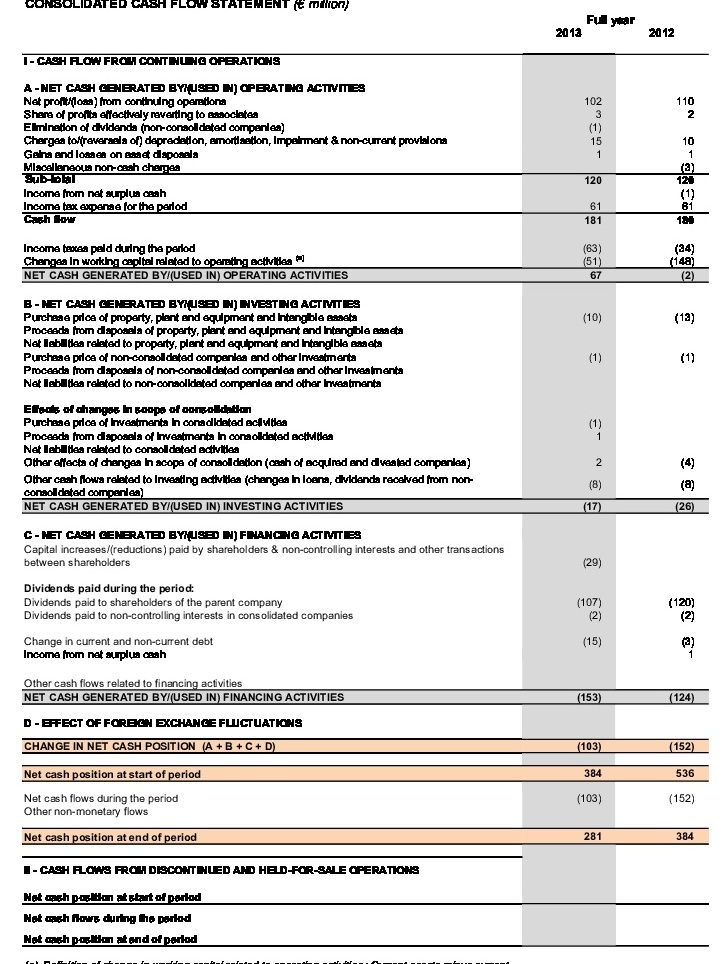 CONSOLIDATED CASH FLOW STATEMENT (€ million)
Full year
2013 2012
I - CASH FLOW FROM CONTINUING OPERATIONS
A - NET CASH GENERATED BY/(USED IN) OPERATING ACTIVITIES
Net profit/(loss) from continuing operations 102 110
Share of profits effectively reverting to associates 3 2
Elimination of dividends (non-consolidated companies) (1)
Charges to/(reversals of) depreciation, amortisation, impairment & non-current provisions 15 10
Gains and losses on asset disposals 1 1
Miscellaneous non-cash charges (3)
Sub-total 120 120
Income from net surplus cash (1)
Income tax expense for the period 61 61
Cash flow 181
Income taxes paid during the period (63) (34)
Changes in working capital related to operating activities (a) (51) (148)
NET CASH GENERATED BY/(USED IN) OPERATING ACTIVITIES 67 (2)
B - NET CASH GENERATED BY/(USED IN) INVESTING ACTIVITIES
Purchase price of property, plant and equipment and intangible assets (10) (13)
Proceeds from disposals of property, plant and equipment and intangible assets
Net liabilities related to property, plant and equipment and intangible assets
Purchase price of non-consolidated companies and other investments (1) (1)
Proceeds from disposals of non-consolidated companies and other investments
Net liabilities related to non-consolidated companies and other investments
Effects of changes in scope of consolidation
Purchase price of investments in consolidated activities (1)
Proceeds from disposals of investments in consolidated activities 1
Net liabilities related to consolidated activities
Other effects of changes in scope of consolidation (cash of acquired and divested companies) 2 (4)
Other cash flows related to investing activities (changes in loans, dividends received from non-
consolidated companies) (8) (8)
NET CASH GENERATED BY/(USED IN) INVESTING ACTIVITIES (17) (26)
C - NET CASH GENERATED BY/(USED IN) FINANCING ACTIVITIES
Capital increases/(reductions) paid by shareholders & non-controlling interests and other transactions
between shareholders (29)
Dividends paid during the period:
Dividends paid to shareholders of the parent company (107) (120)
Dividends paid to non-controlling interests in consolidated companies (2) (2)
Change in current and non-current debt (15) (3)
Income from net surplus cash 1
Other cash flows related to financing activities
NET CASH GENERATED BY/(USED IN) FINANCING ACTIVITIES (153) (124)
D - EFFECT OF FOREIGN EXCHANGE FLUCTUATIONS
CHANGE IN NET CASH POSITION (A + B + C + D) (103) (152)
Net cash position at start of period 384 536
Net cash flows during the period (103) (152)
Other non-monetary flows
Net cash position at end of period 281 384
II - CASH FLOWS FROM DISCONTINUED AND HELD-FOR-SALE OPERATIONS
Net cash position at start of period
Net cash flows during the period
Net cash position at end of period
(a) Definition of change in working capital related to operating activities : Current assets minus current